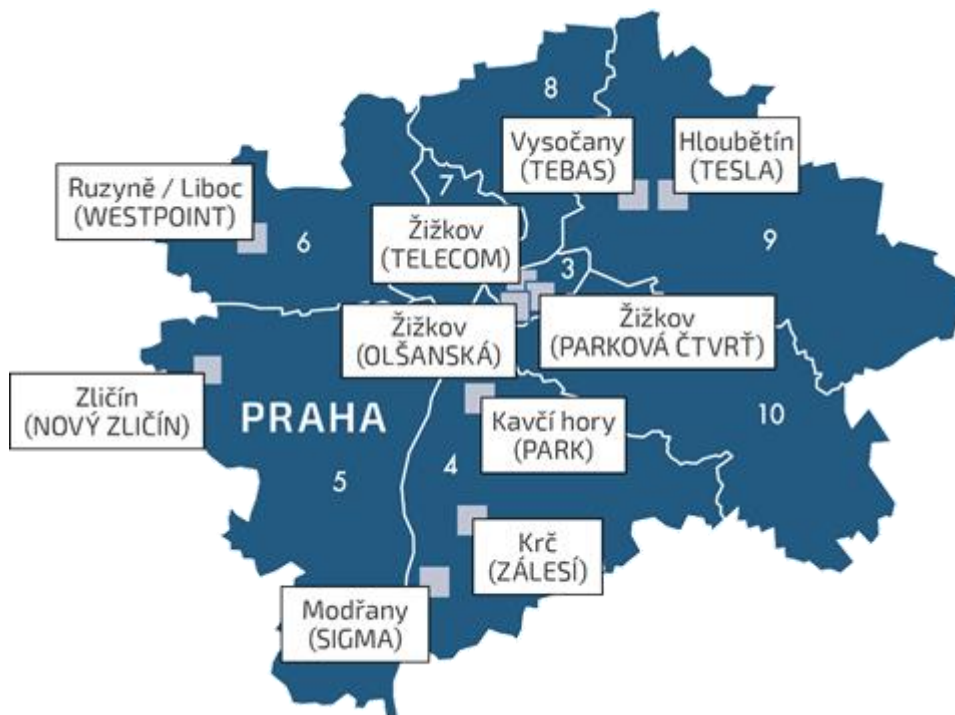 8
Vysočany
(TEBAS)
Hloubětín
(TESLA)
Ruzyně / Liboc
(WESTPOINT)
7
6
Žižkov
(TELECOM)
3
9
Žižkov
(OLŠANSKÁ)
Žižkov
(PARKOVÁ ČTVRŤ)
Zličín
(NOVÝ ZLIČÍN)
PRAHA
Kavčí hory
(PARK)
10
5
4
Krč
(ZÁLESÍ)
Modřany
(SIGMA)